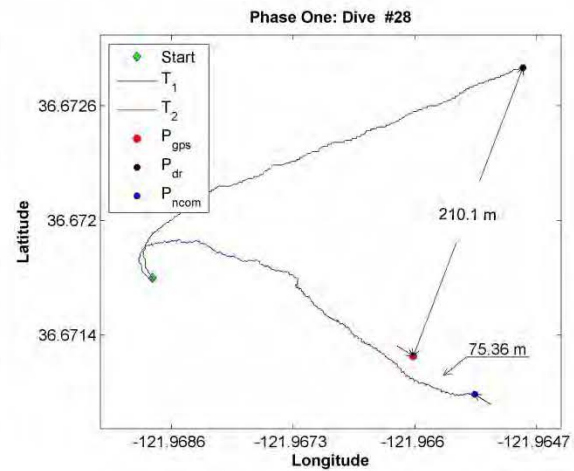 Phase One: Dive #28
Start
T1
T2
Pgps
Pdr
Pncom
36.6726
36.672
36.6714
Latitude
210.1 m
75.36 m
-121.9686
-121.9673
-121.966
-121.9647
Longitude